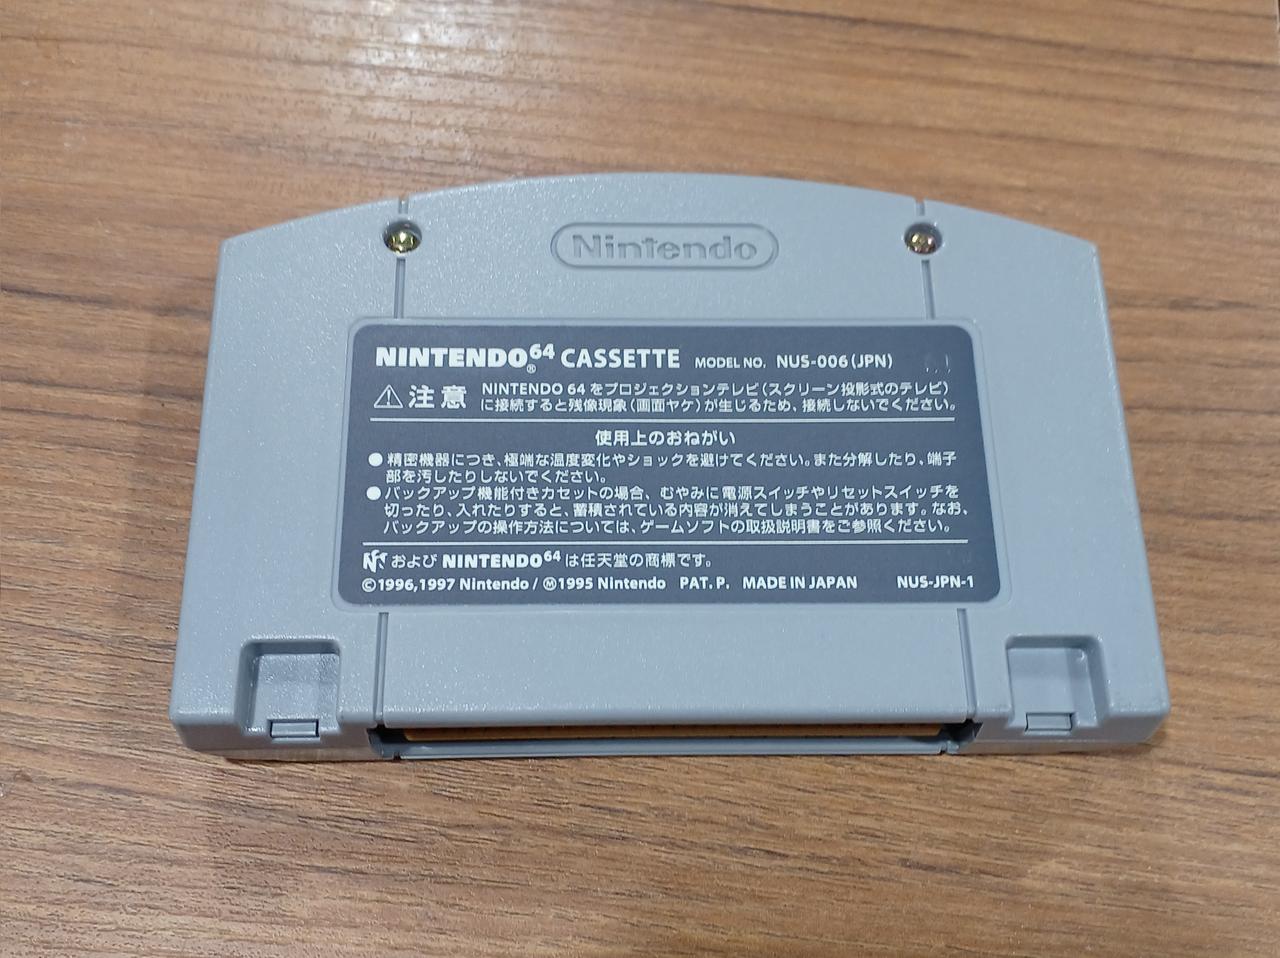 Nintendo
NINTENDO64 CASSETTE MODEL NO. NUS-006(JPN)
®
⚠注意 NINTENDO 64 をプロジェクションテレビ(スクリーン投影式のテレビ)
に接続すると残像現象(画面ヤケ)が生じるため、接続しないでください。
使用上のおねがい
●精密機器につき、極端な温度変化やショックを避けてください。また分解したり、端子
部を汚したりしないでください。
●バックアップ機能付きカセットの場合、むやみに電源スイッチやリセットスイッチを
切ったり、入れたりすると、蓄積されている内容が消えてしまうことがあります。なお、
バックアップの操作方法については、ゲームソフトの取扱説明書をご参照ください。
および NINTENDO64 は任天堂の商標です。
©1996,1997 Nintendo / Ⓜ1995 Nintendo PAT. P. MADE IN JAPAN NUS-JPN-1